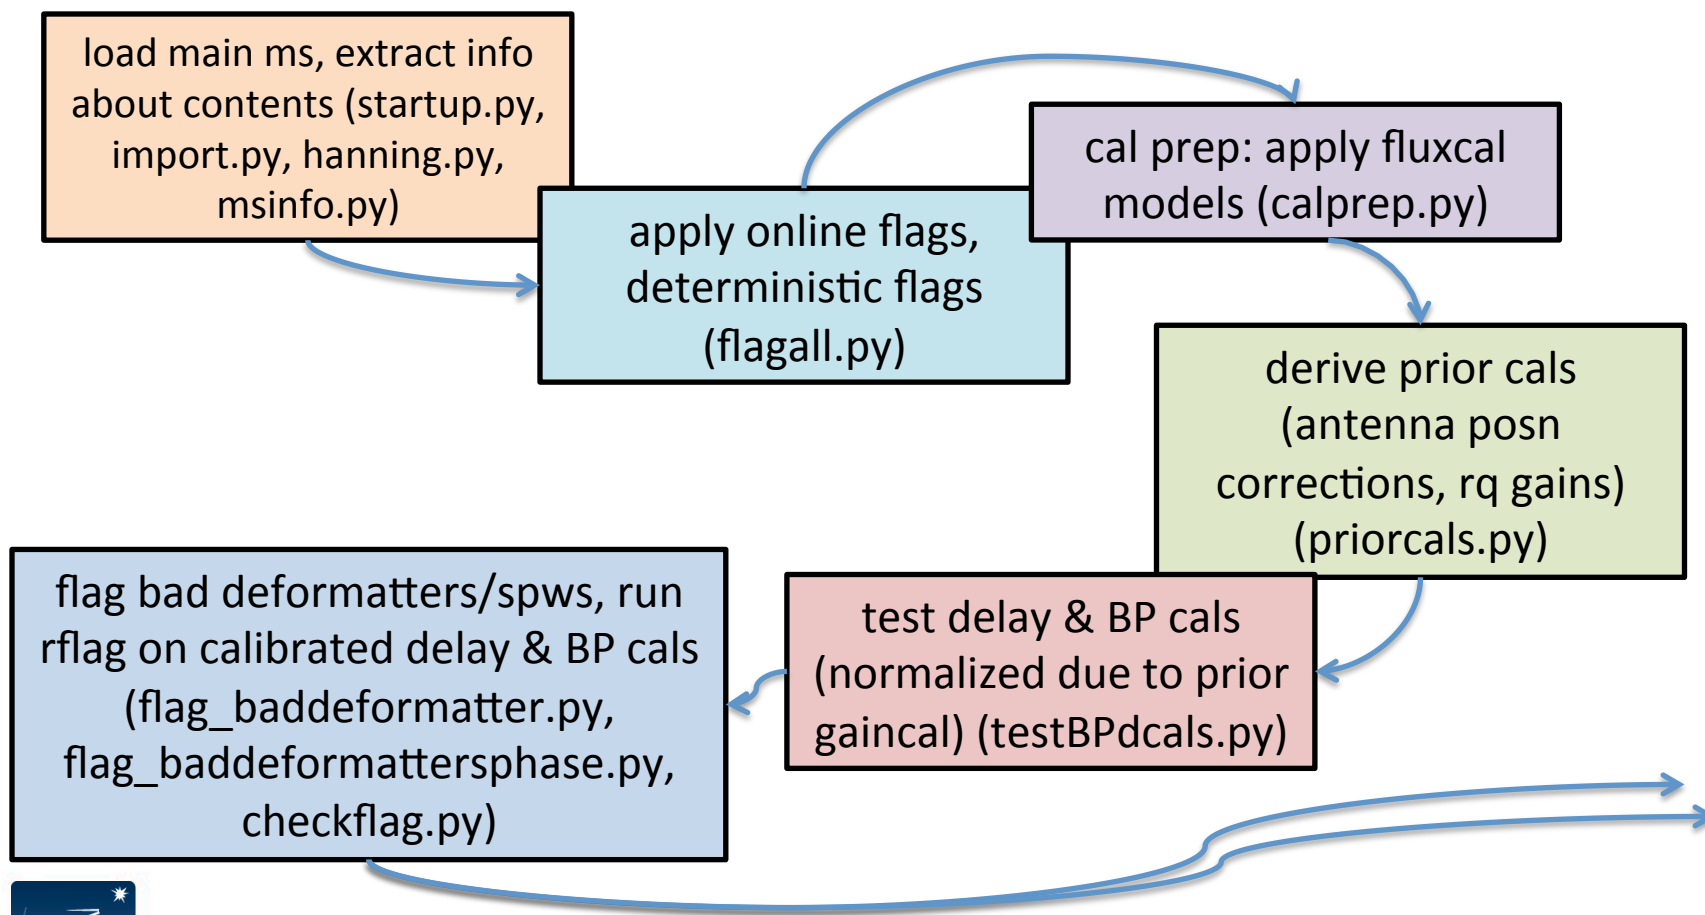 load main ms, extract info
about contents (startup.py,
import.py, hanning.py,
msinfo.py)
apply online flags,
deterministic flags
(flagall.py)
cal prep: apply fluxcal
models (calprep.py)
derive prior cals
(antenna posn
corrections, rq gains)
(priorcals.py)
test delay & BP cals
(normalized due to prior
gaincal) (testBPdcals.py)
flag bad deformatters/spws, run
rflag on calibrated delay & BP cals
(flag_baddeformatter.py,
flag_baddeformattersphase.py,
checkflag.py)